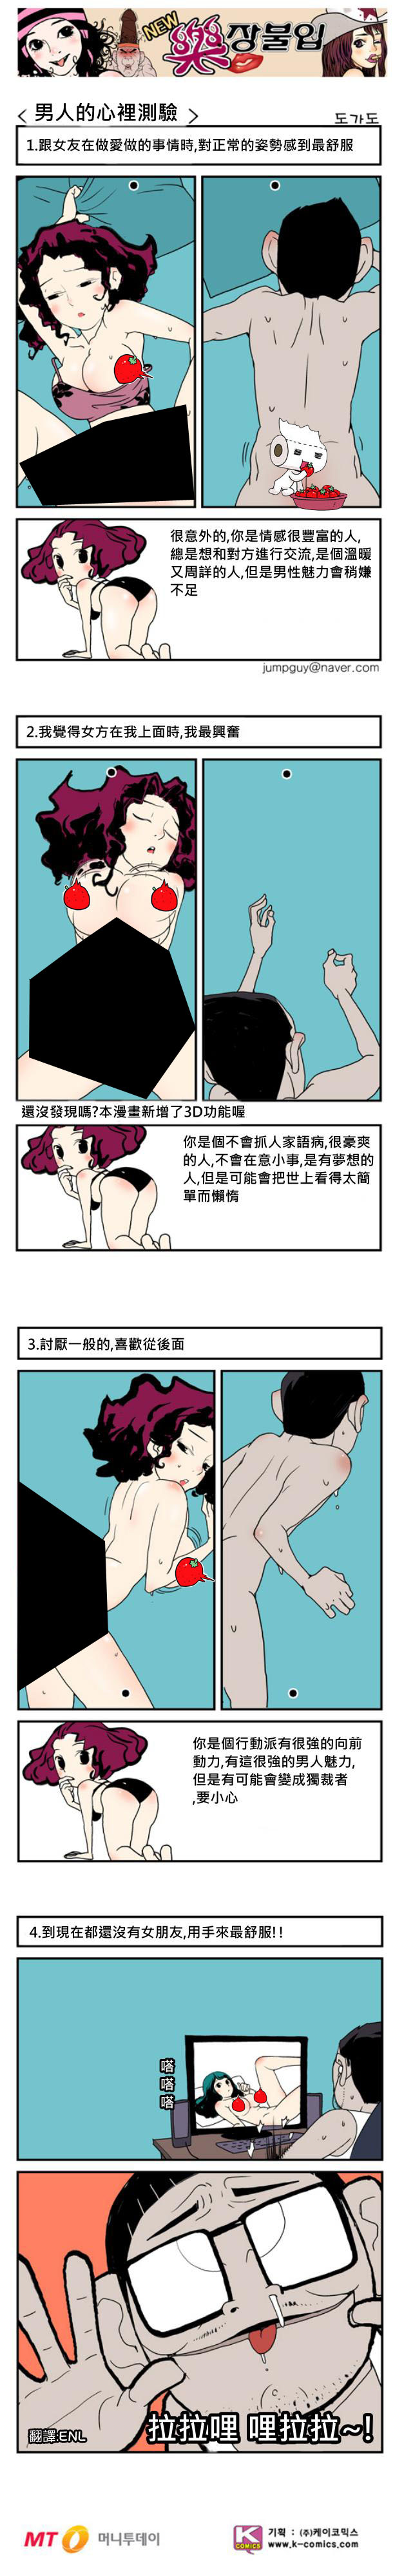 NEW 樂장불입
< 男人的心裡測驗 >
도가도
1.跟女友在做愛做的事情時,對正常的姿勢感到最舒服
很意外的,你是情感很豐富的人,
總是想和對方進行交流,是個溫暖
又周詳的人,但是男性魅力會稍嫌
不足
jumpguy@naver.com
2.我覺得女方在我上面時,我最興奮
還沒發現嗎?本漫畫新增了3D功能喔
你是個不會抓人家語病,很豪爽
的人,不會在意小事,是有夢想的
人,但是可能會把世上看得太簡
單而懶惰
3.討厭一般的,喜歡從後面
你是個行動派有很強的向前
動力,有這很強的男人魅力,
但是有可能會變成獨裁者
,要小心
4.到現在都還沒有女朋友,用手來最舒服!!
嗒
嗒
嗒
翻譯:ENL
拉拉哩 哩拉拉~!
MT 머니투데이
K COMICS
기획 : (주)케이코믹스
www.k-comics.com